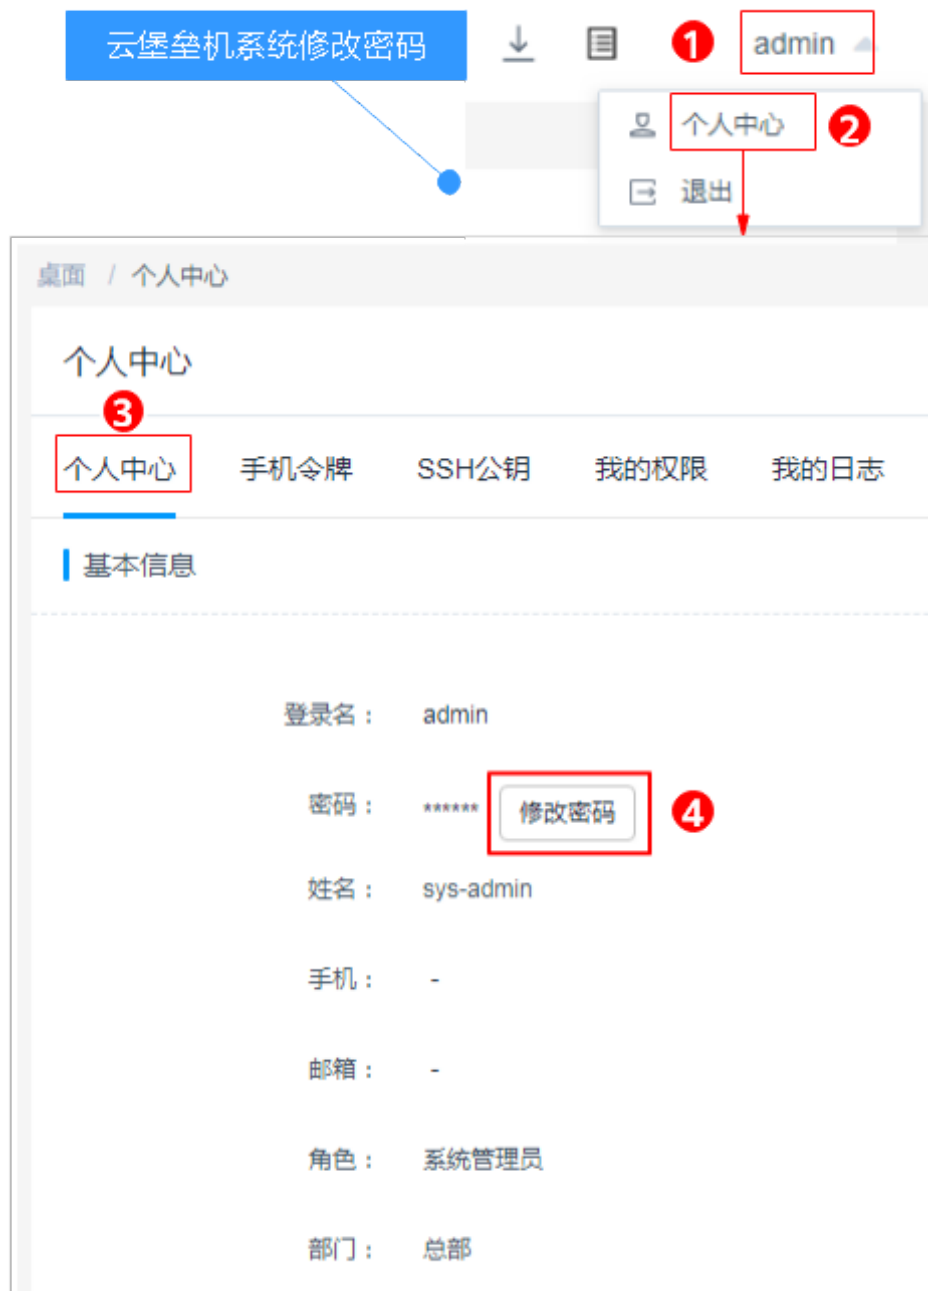 云堡垒机系统修改密码
1 admin
个人中心 2
退出
桌面 / 个人中心
个人中心
3
个人中心 手机令牌 SSH公钥 我的权限 我的日志
基本信息
登录名： admin
密码： ****** 修改密码 4
姓名： sys-admin
手机： -
邮箱： -
角色： 系统管理员
部门： 总部